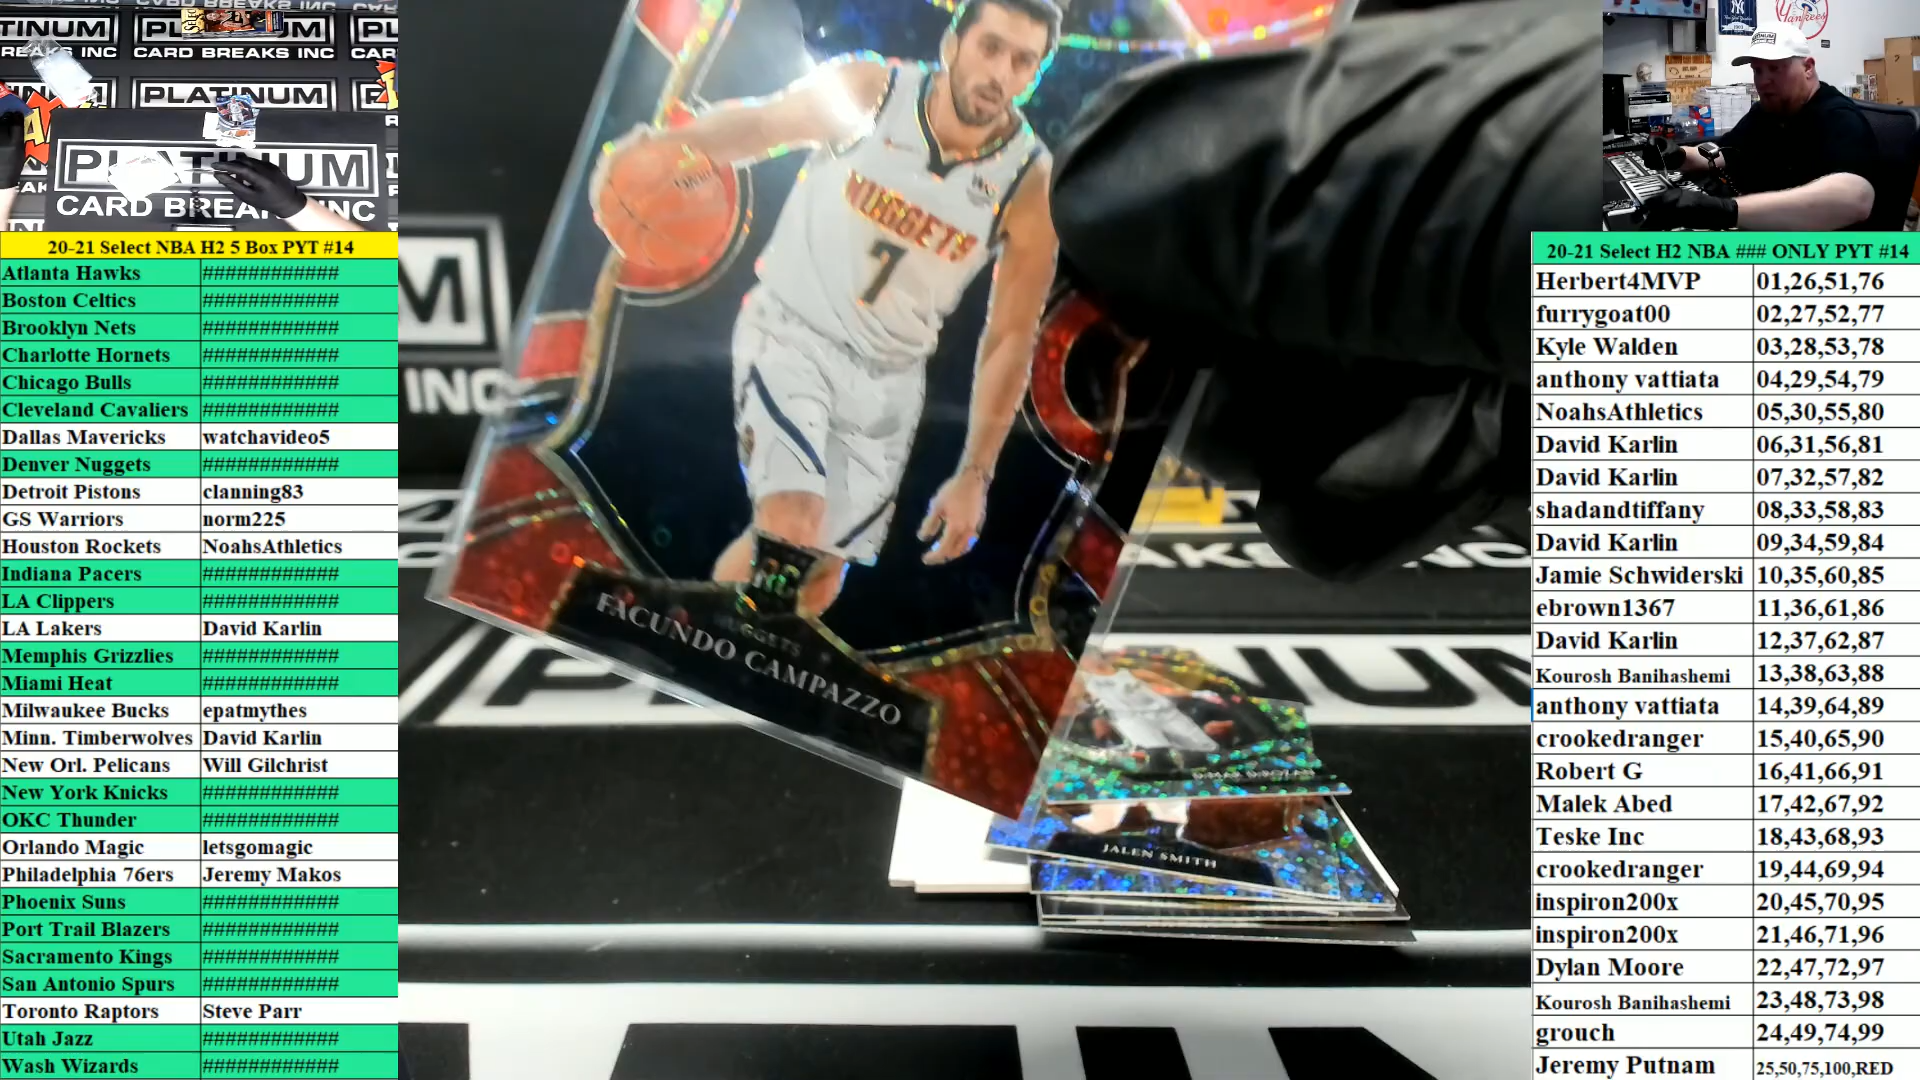 PLATINUM
CARD BREAKS INC
PLATINUM
CARD BREAKS INC
20-21 Select NBA H2 5 Box PYT #14
Atlanta Hawks ############
Boston Celtics ############
Brooklyn Nets ############
Charlotte Hornets ############
Chicago Bulls ############
Cleveland Cavaliers ############
Dallas Mavericks watchavideo5
Denver Nuggets ############
Detroit Pistons clanning83
GS Warriors norm225
Houston Rockets NoahsAthletics
Indiana Pacers ############
LA Clippers ############
LA Lakers David Karlin
Memphis Grizzlies ############
Miami Heat ############
Milwaukee Bucks epatmythes
Minn. Timberwolves David Karlin
New Orl. Pelicans Will Gilchrist
New York Knicks ############
OKC Thunder ############
Orlando Magic letsgomagic
Philadelphia 76ers Jeremy Makos
Phoenix Suns ############
Port Trail Blazers ############
Sacramento Kings ############
San Antonio Spurs ############
Toronto Raptors Steve Parr
Utah Jazz ############
Wash Wizards ############
NUGGETS
7
RC
NUGGETS
FACUNDO CAMPAZZO
JALEN SMITH
INC
Yankees
20-21 Select H2 NBA ### ONLY PYT #14
Herbert4MVP 01,26,51,76
furrygoat00 02,27,52,77
Kyle Walden 03,28,53,78
anthony vattiata 04,29,54,79
NoahsAthletics 05,30,55,80
David Karlin 06,31,56,81
David Karlin 07,32,57,82
shadandtiffany 08,33,58,83
David Karlin 09,34,59,84
Jamie Schwiderski 10,35,60,85
ebrown1367 11,36,61,86
David Karlin 12,37,62,87
Kourosh Banihashemi 13,38,63,88
anthony vattiata 14,39,64,89
crookedranger 15,40,65,90
Robert G 16,41,66,91
Malek Abed 17,42,67,92
Teske Inc 18,43,68,93
crookedranger 19,44,69,94
inspiron200x 20,45,70,95
inspiron200x 21,46,71,96
Dylan Moore 22,47,72,97
Kourosh Banihashemi 23,48,73,98
grouch 24,49,74,99
Jeremy Putnam 25,50,75,100,RED